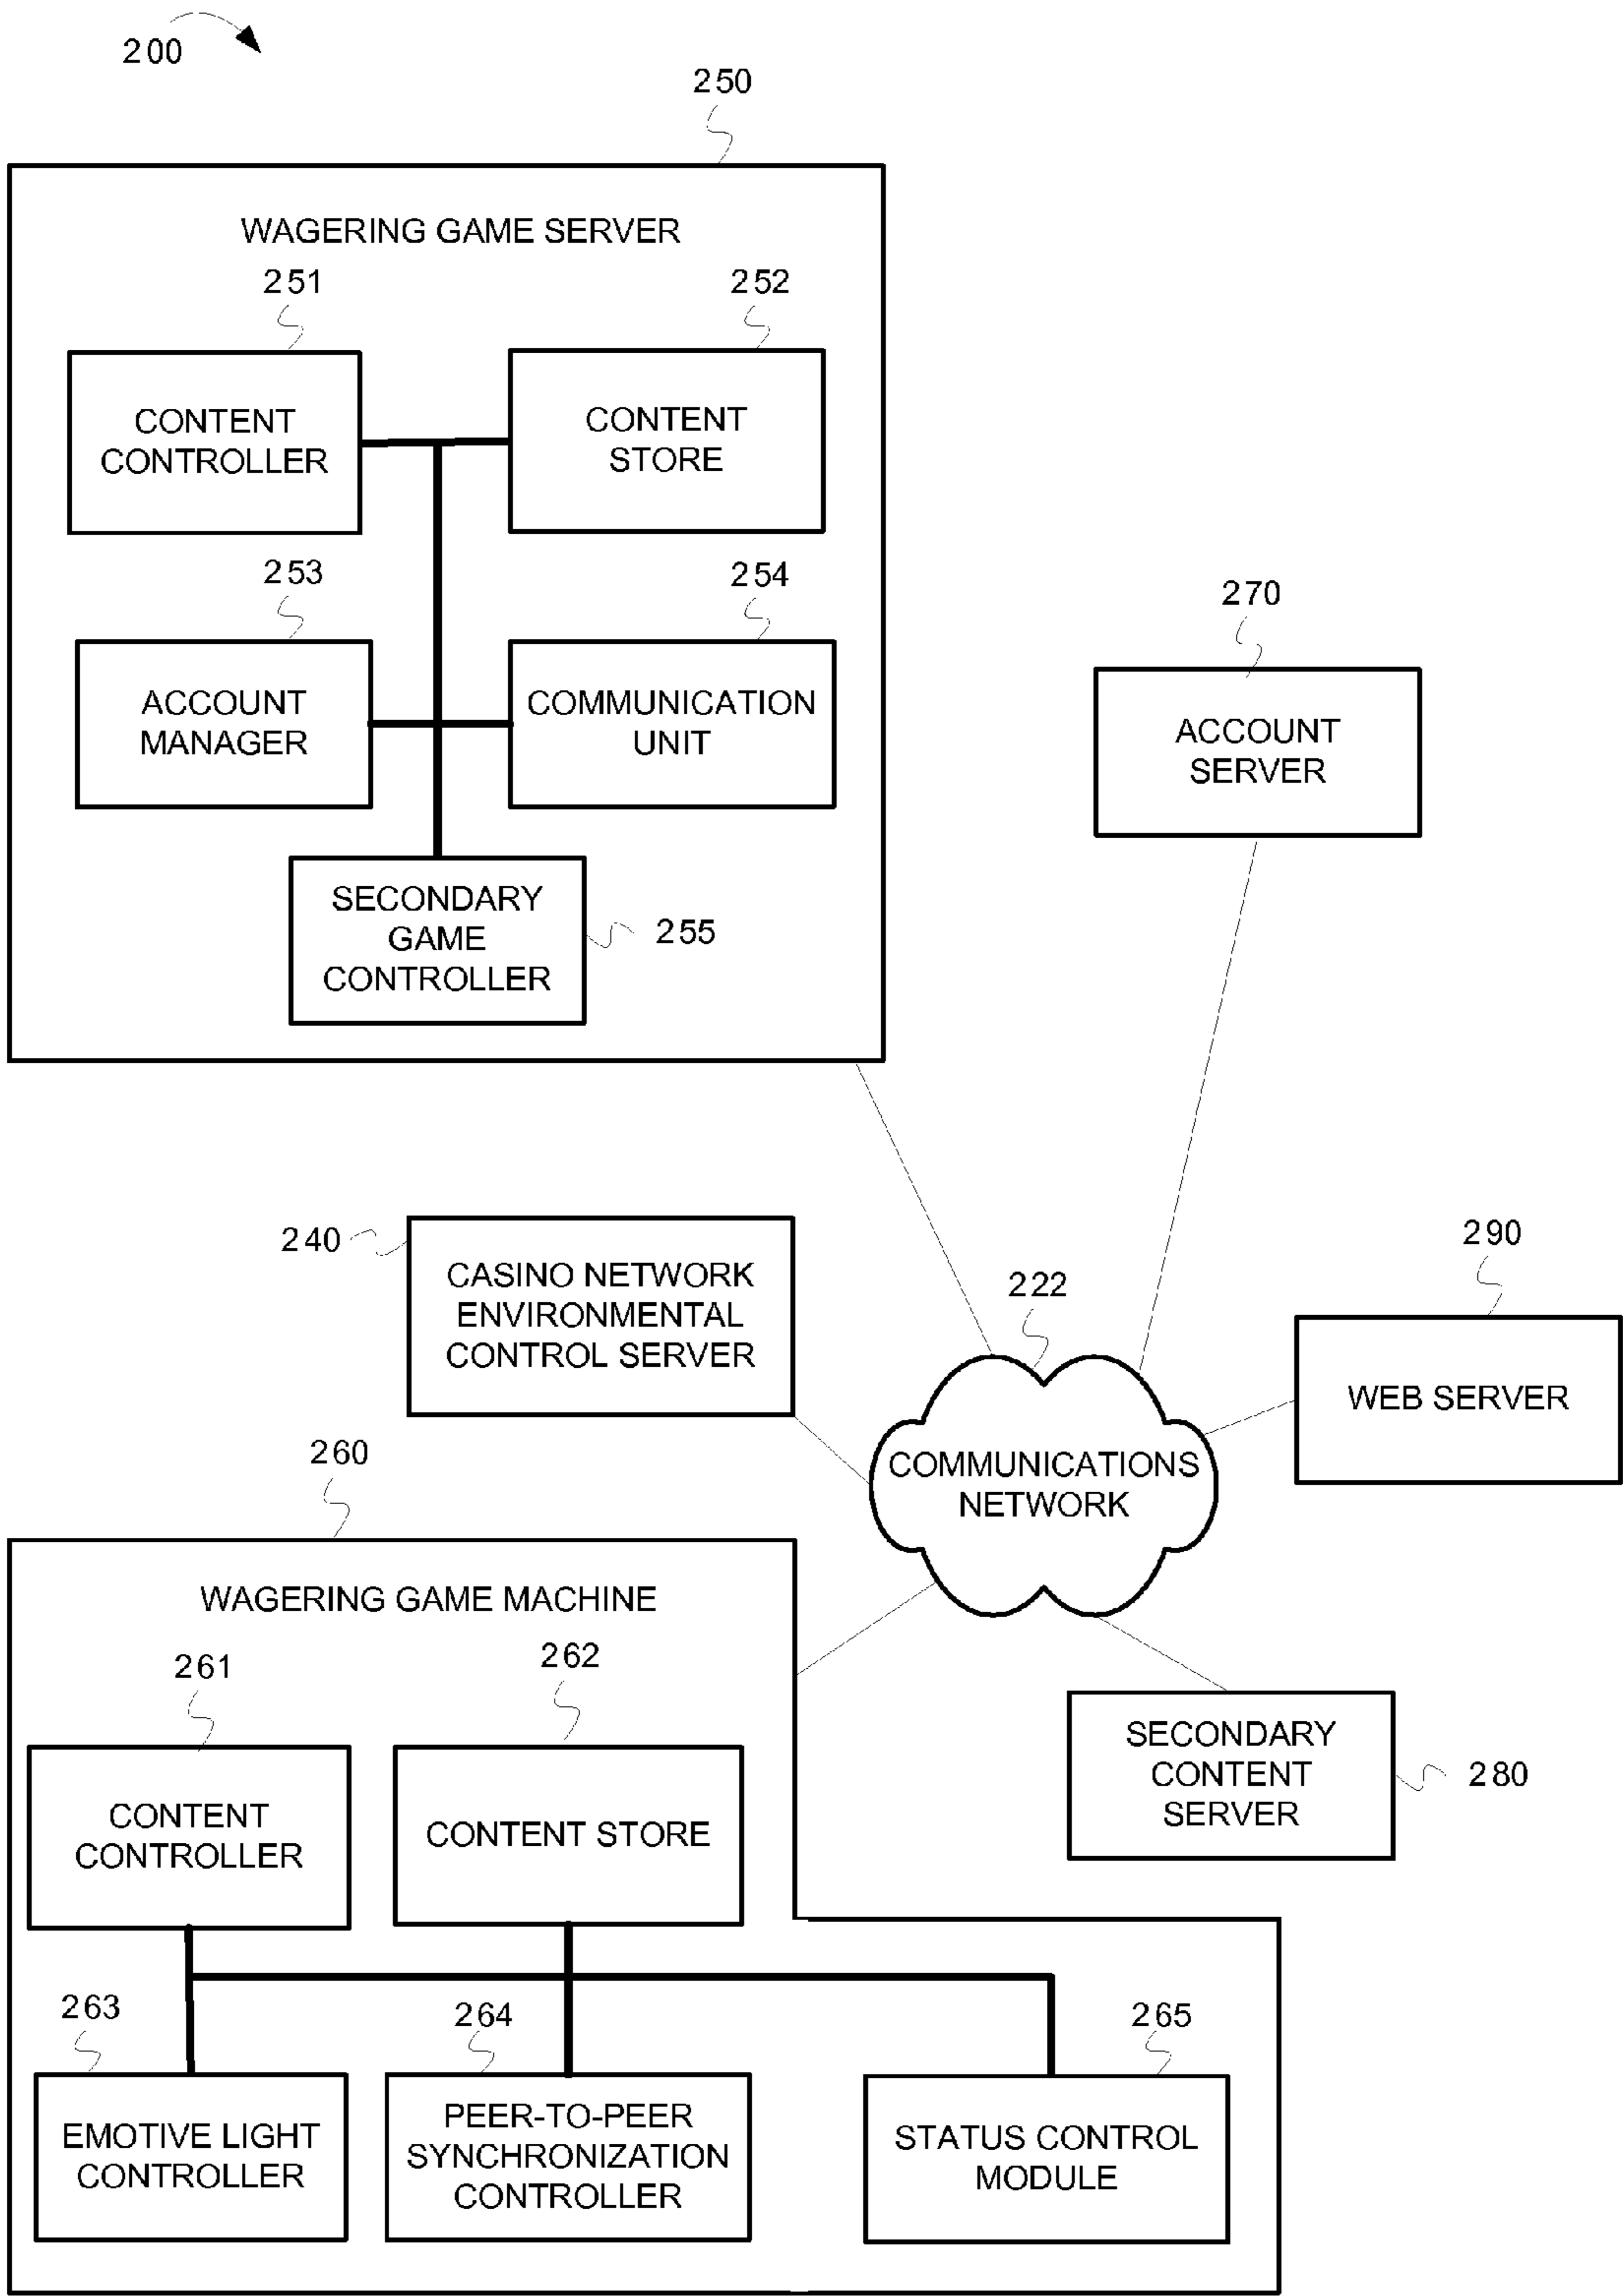 200
250
WAGERING GAME SERVER
251
252
CONTENT
CONTROLLER
CONTENT
STORE
253
254
ACCOUNT
MANAGER
COMMUNICATION
UNIT
SECONDARY
GAME
CONTROLLER
255
270
ACCOUNT
SERVER
240
CASINO NETWORK
ENVIRONMENTAL
CONTROL SERVER
222
COMMUNICATIONS
NETWORK
290
WEB SERVER
260
WAGERING GAME MACHINE
261
262
CONTENT
CONTROLLER
CONTENT STORE
SECONDARY
CONTENT
SERVER
280
263
264
265
EMOTIVE LIGHT
CONTROLLER
PEER-TO-PEER
SYNCHRONIZATION
CONTROLLER
STATUS CONTROL
MODULE